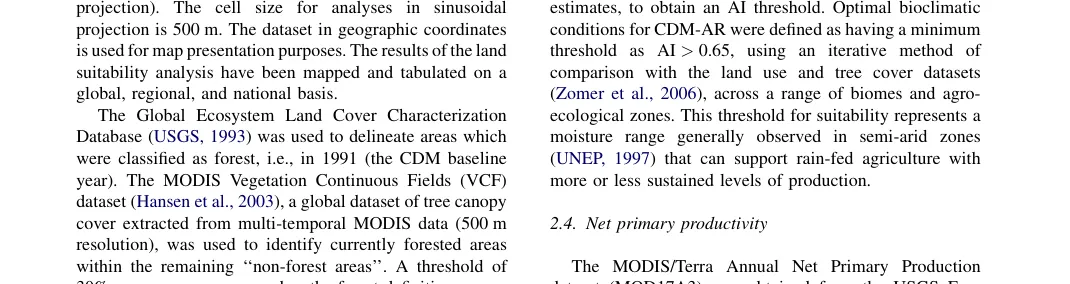 projection). The cell size for analyses in sinusoidal
projection is 500 m. The dataset in geographic coordinates
is used for map presentation purposes. The results of the land
suitability analysis have been mapped and tabulated on a
global, regional, and national basis.
The Global Ecosystem Land Cover Characterization
Database (USGS, 1993) was used to delineate areas which
were classified as forest, i.e., in 1991 (the CDM baseline
year). The MODIS Vegetation Continuous Fields (VCF)
dataset (Hansen et al., 2003), a global dataset of tree canopy
cover extracted from multi-temporal MODIS data (500 m
resolution), was used to identify currently forested areas
within the remaining ‘‘non-forest areas’’. A threshold of
estimates, to obtain an AI threshold. Optimal bioclimatic
conditions for CDM-AR were defined as having a minimum
threshold as AI > 0.65, using an iterative method of
comparison with the land use and tree cover datasets
(Zomer et al., 2006), across a range of biomes and agro-
ecological zones. This threshold for suitability represents a
moisture range generally observed in semi-arid zones
(UNEP, 1997) that can support rain-fed agriculture with
more or less sustained levels of production.
2.4. Net primary productivity
The MODIS/Terra Annual Net Primary Production